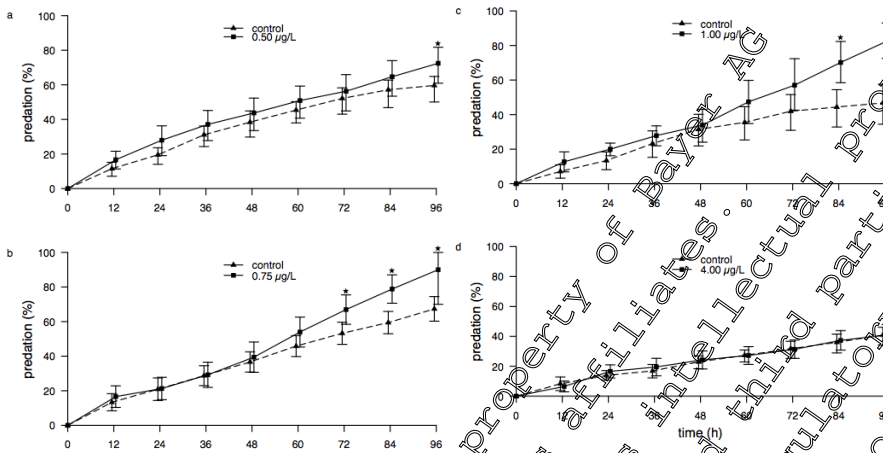 a
control
0.50 µg/L
predation (%)
100
80
60
40
20
0
0 12 24 36 48 60 72 84 96
b
control
0.75 µg/L
predation (%)
100
80
60
40
20
0
0 12 24 36 48 60 72 84 96
c
control
1.00 µg/L
predation (%)
100
80
60
40
20
0
0 12 24 36 48 60 72 84
d
control
4.00 µg/L
predation (%)
100
80
60
40
20
0
0 12 24 36 48 60 72 84
time (h)
property of Bayer AG
affiliates.
intellectual
third